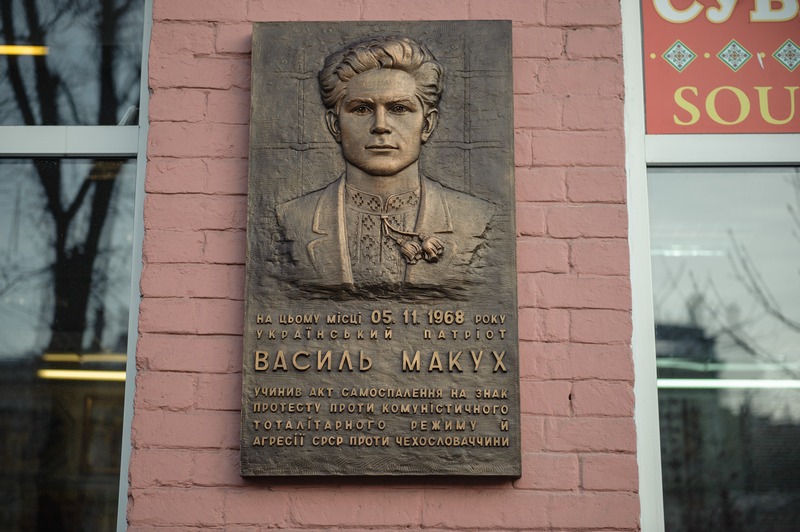 НА ЦЬОМУ МІСЦІ 05.11.1968 РОКУ
УКРАЇНСЬКИЙ ПАТРІОТ
ВАСИЛЬ МАКУХ
УЧИНИВ АКТ САМОСПАЛЕННЯ НА ЗНАК
ПРОТЕСТУ ПРОТИ КОМУНІСТИЧНОГО
ТОТАЛІТАРНОГО РЕЖИМУ Й
АГРЕСІЇ СРСР ПРОТИ ЧЕХОСЛОВАЧЧИНИ
СУВ
SOU